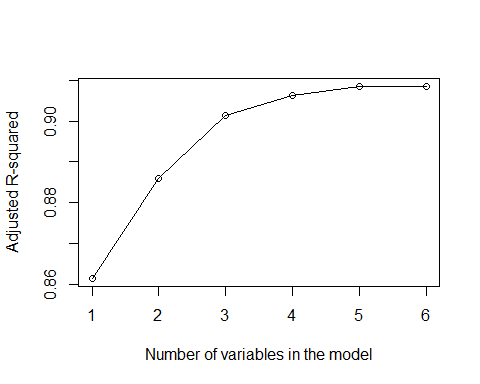 Adjusted R-squared
0.90
0.88
0.86
1 2 3 4 5 6
Number of variables in the model